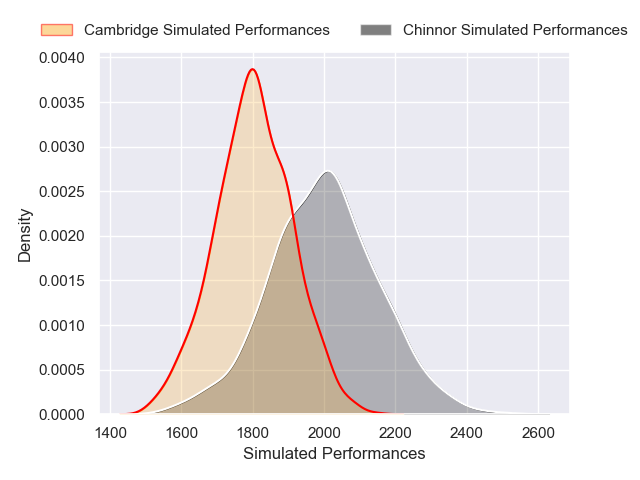 Cambridge Simulated Performances Chinnor Simulated Performances
0.0040
0.0035
0.0030
0.0025
0.0020
0.0015
0.0010
0.0005
0.0000
Density
1400 1600 1800 2000 2200 2400 2600
Simulated Performances